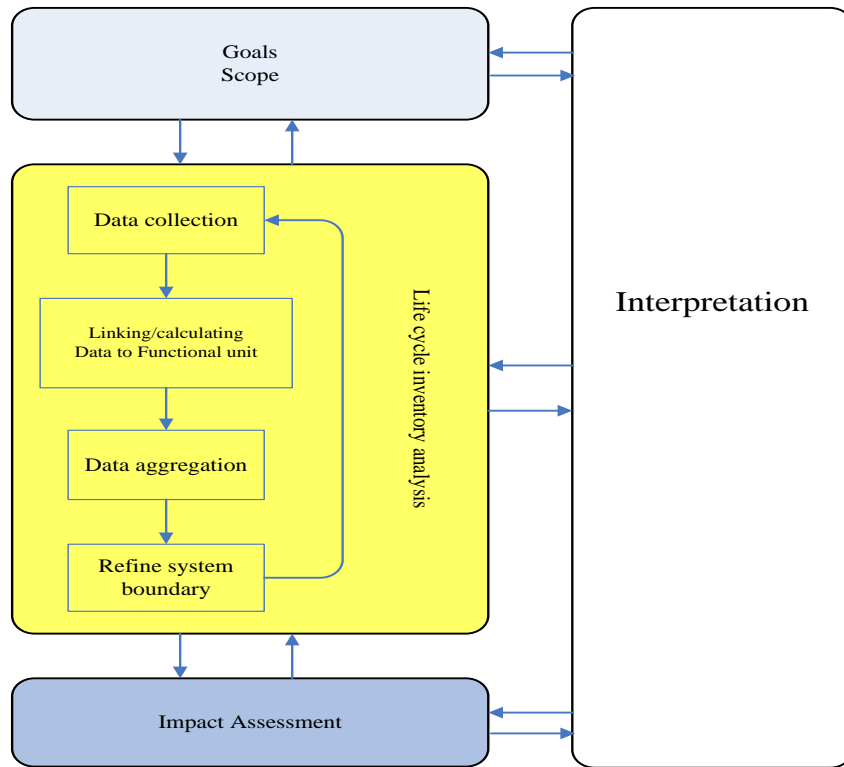 Goals
Scope
Data collection
Linking/calculating
Data to Functional unit
Data aggregation
Refine system
boundary
Life cycle inventory analysis
Impact Assessment
Interpretation